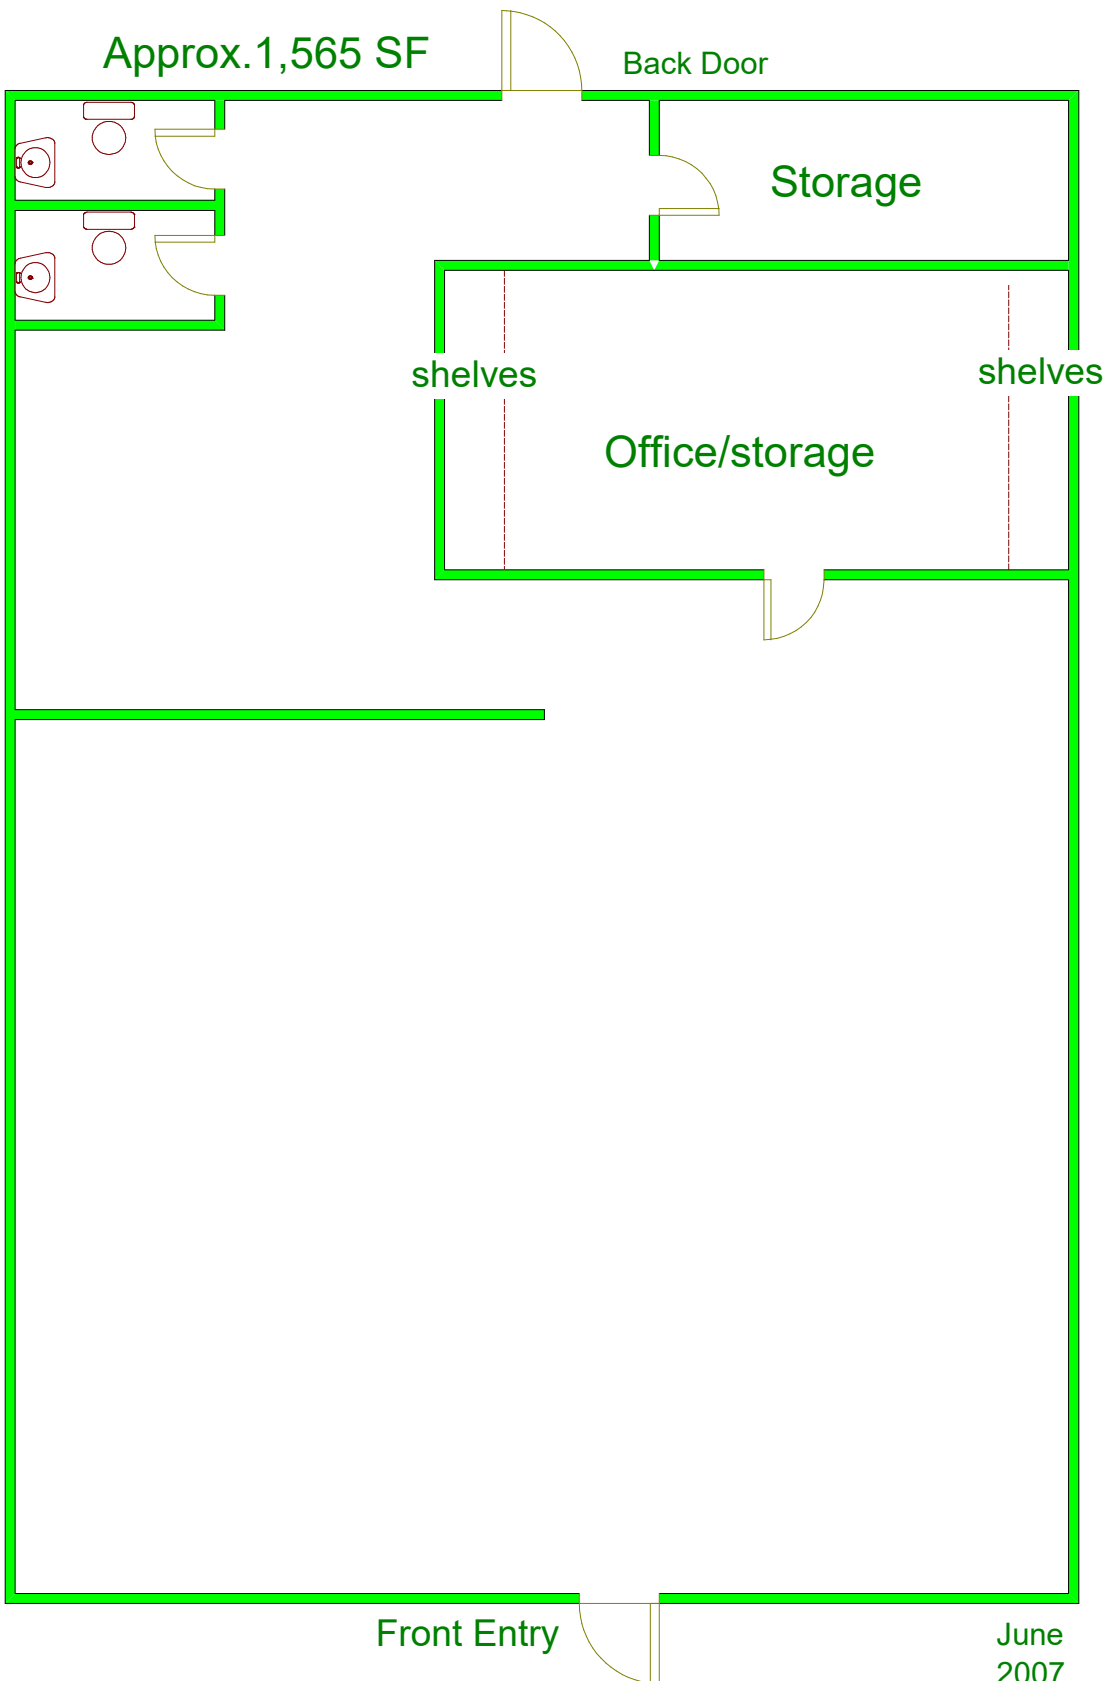 Approx.1,565 SF
Back Door
Storage
shelves
shelves
Office/storage
Front Entry
June
2007